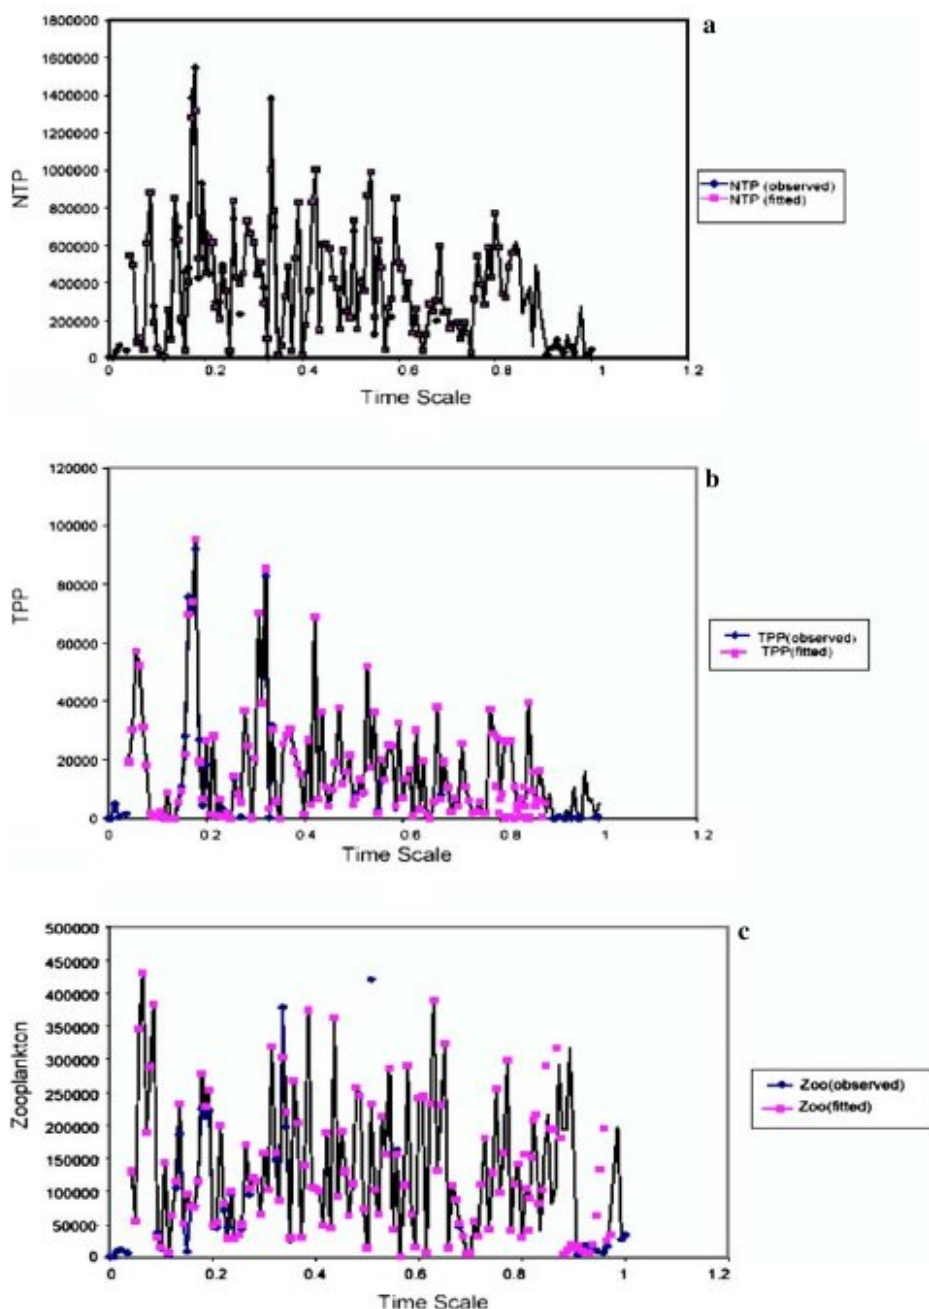 a
1800000
1600000
1400000
1200000
1000000
800000
600000
400000
200000
0
NTP
0 0.2 0.4 0.6 0.8 1 1.2
Time Scale
NTP (observed)
NTP (fitted)
b
120000
100000
80000
60000
40000
20000
0
TPP
0 0.2 0.4 0.6 0.8 1 1.2
Time Scale
TPP(observed)
TPP(fitted)
c
500000
450000
400000
350000
300000
250000
200000
150000
100000
50000
0
Zooplankton
0 0.2 0.4 0.6 0.8 1 1.2
Time Scale
Zoo(observed)
Zoo(fitted)